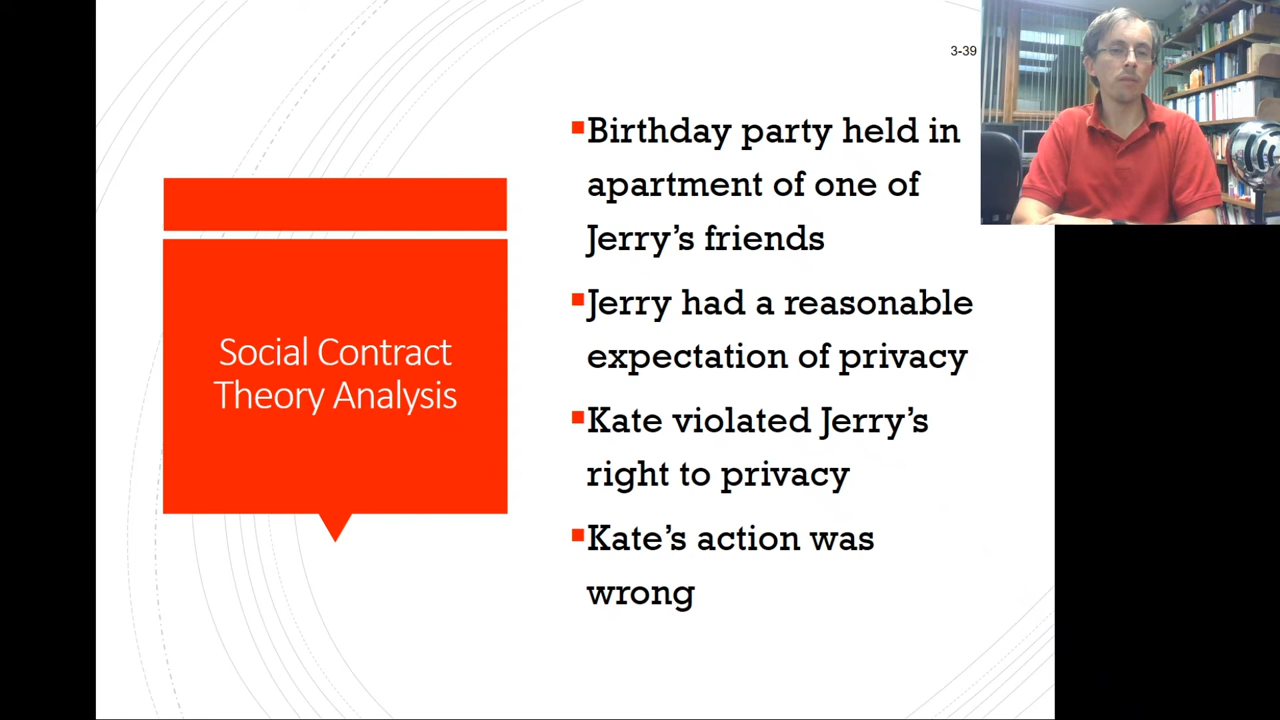 3-39
Social Contract
Theory Analysis
Birthday party held in
apartment of one of
Jerry’s friends
Jerry had a reasonable
expectation of privacy
Kate violated Jerry’s
right to privacy
Kate’s action was
wrong